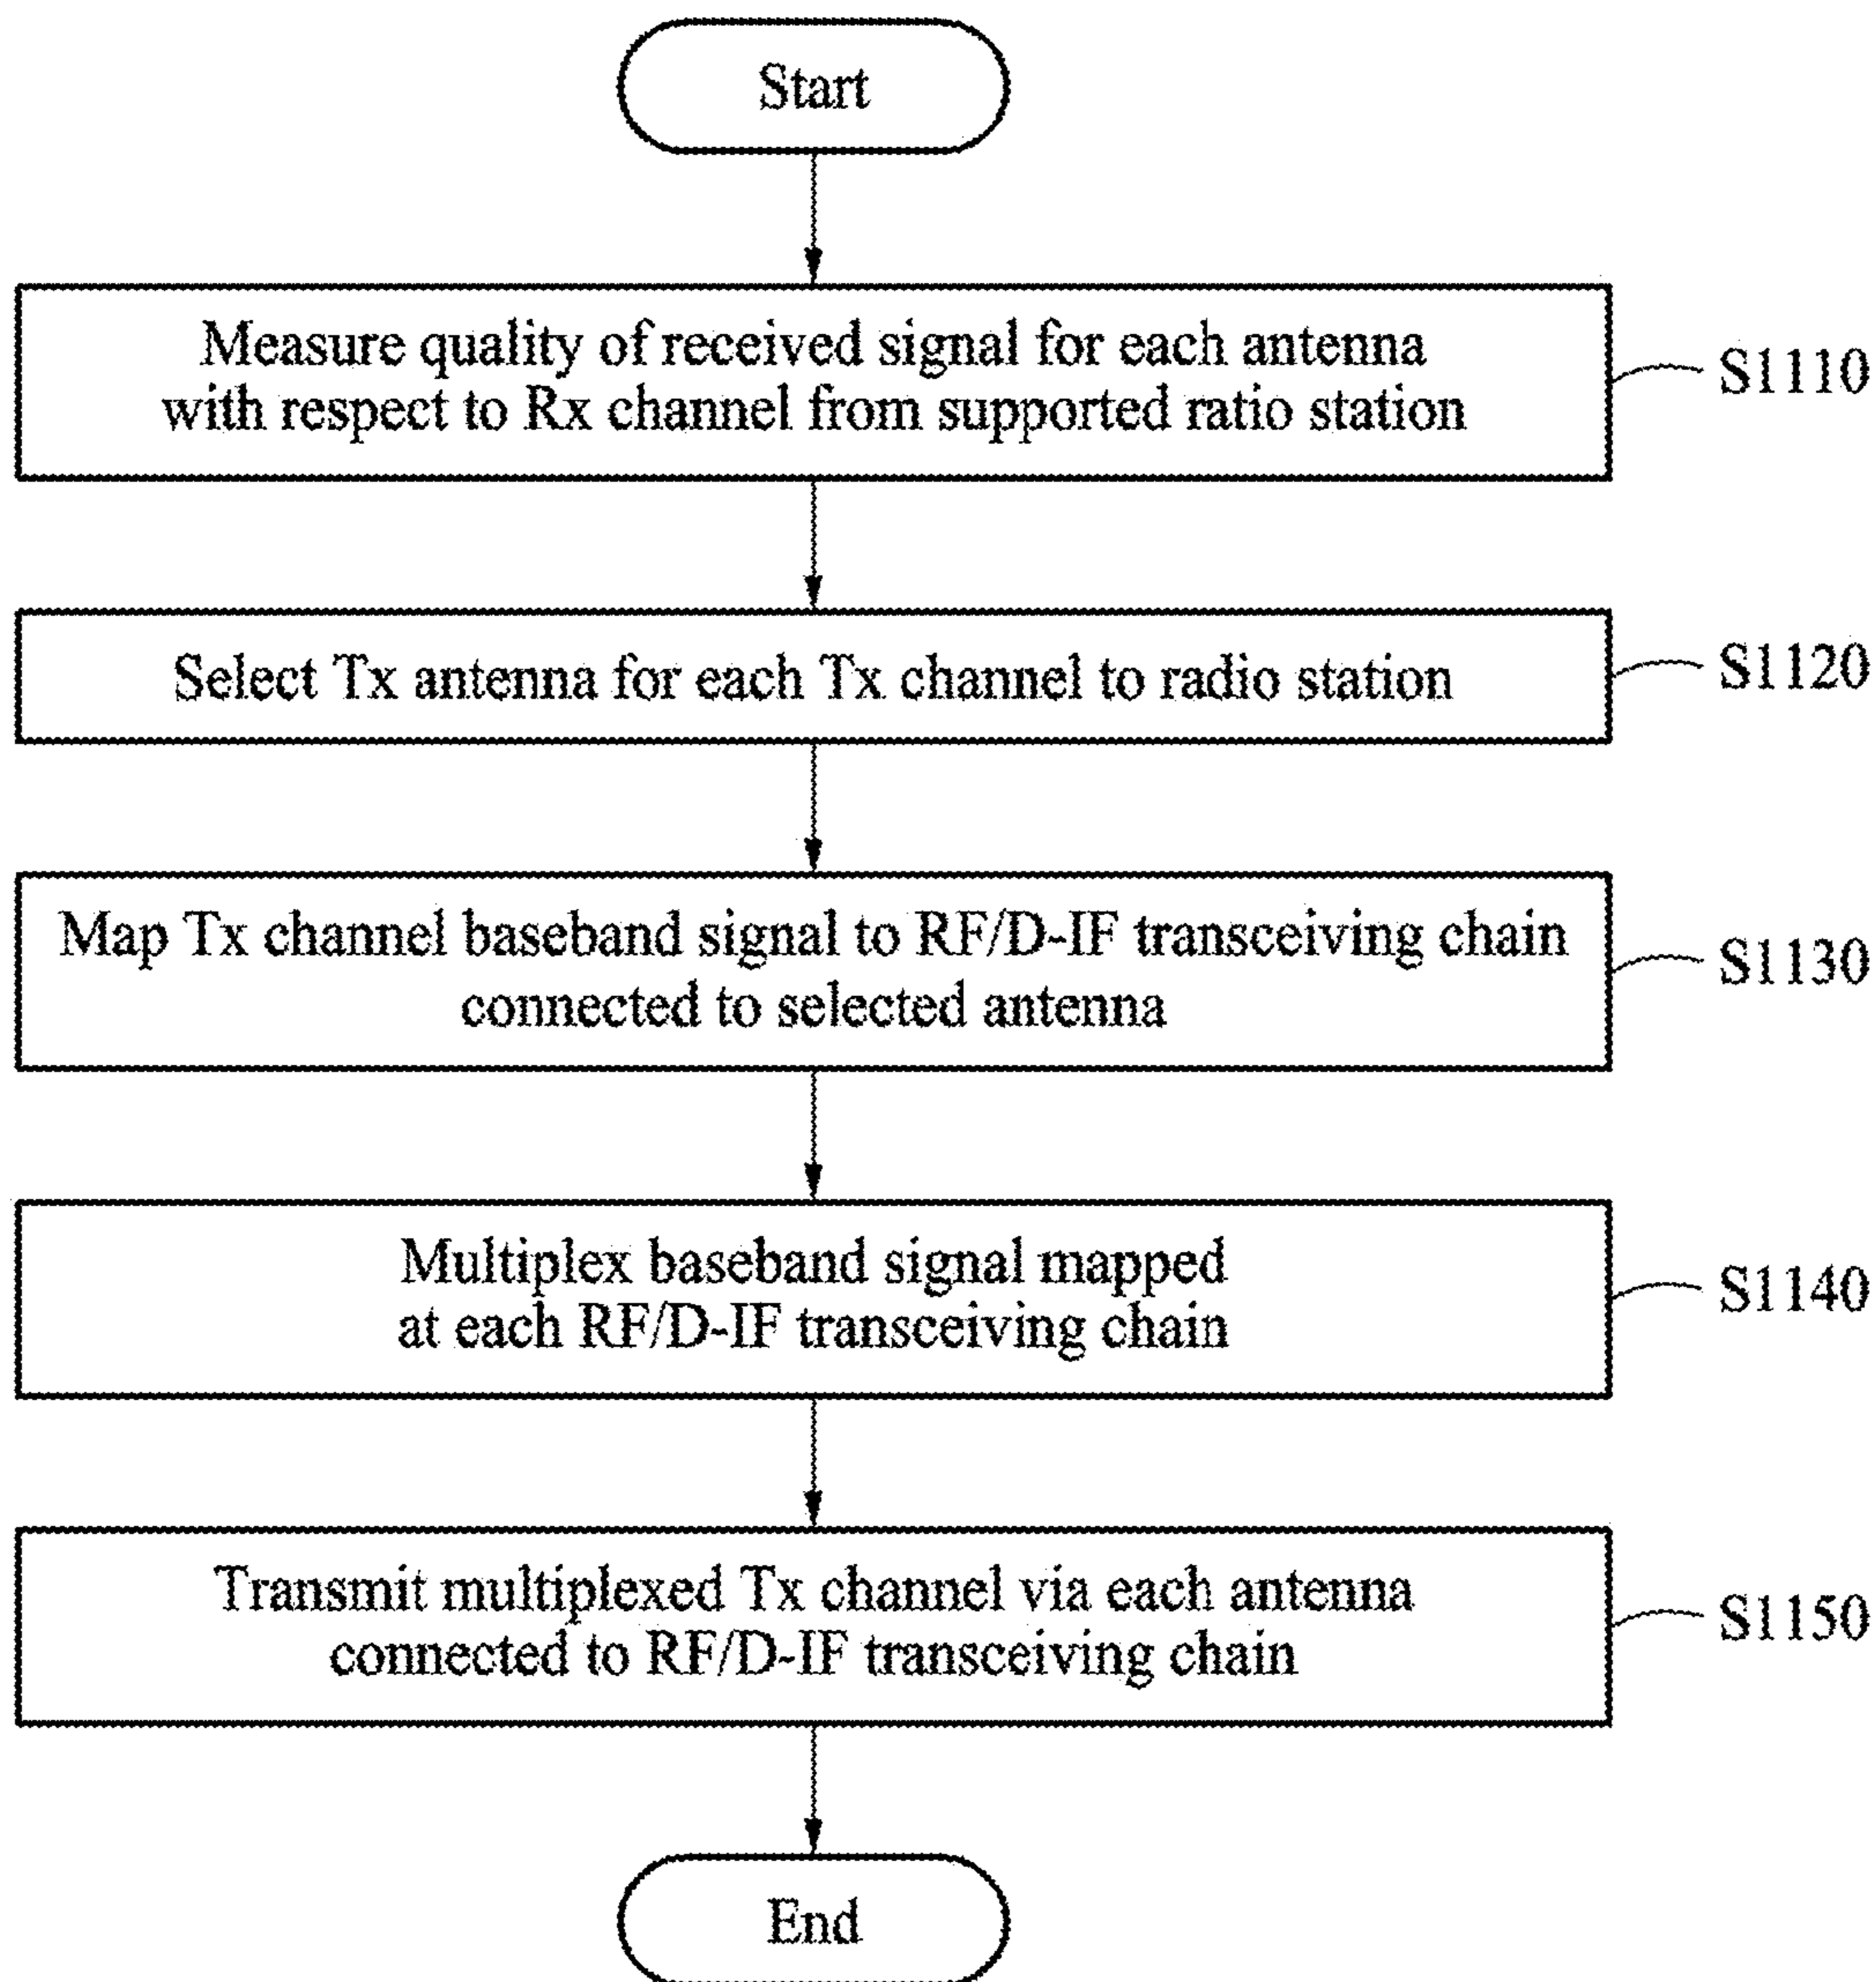 Start
Measure quality of received signal for each antenna
with respect to Rx channel from supported ratio station
S1110
Select Tx antenna for each Tx channel to radio station
S1120
Map Tx channel baseband signal to RF/D-IF transceiving chain
connected to selected antenna
S1130
Multiplex baseband signal mapped
at each RF/D-IF transceiving chain
S1140
Transmit multiplexed Tx channel via each antenna
connected to RF/D-IF transceiving chain
S1150
End